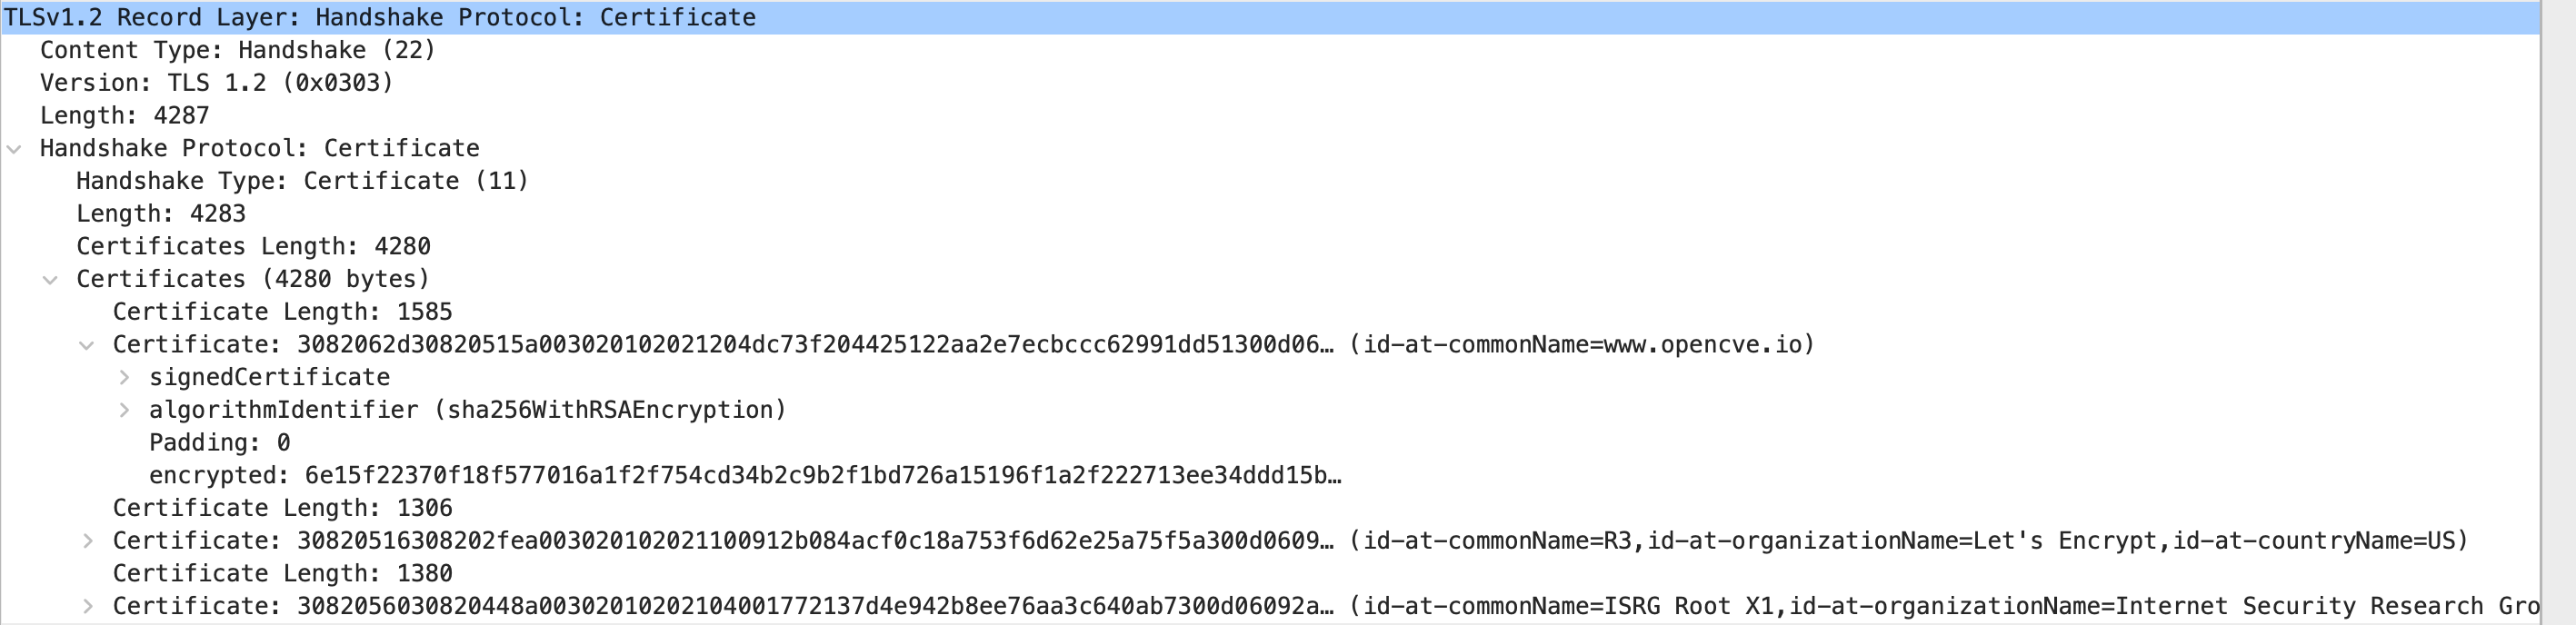 TLSv1.2 Record Layer: Handshake Protocol: Certificate
Content Type: Handshake (22)
Version: TLS 1.2 (0x0303)
Length: 4287
Handshake Protocol: Certificate
Handshake Type: Certificate (11)
Length: 4283
Certificates Length: 4280
Certificates (4280 bytes)
Certificate Length: 1585
Certificate: 3082062d30820515a003020102021204dc73f204425122aa2e7ecbccc62991dd51300d06… (id-at-commonName=www.opencve.io)
signedCertificate
algorithmIdentifier (sha256WithRSAEncryption)
Padding: 0
encrypted: 6e15f22370f18f577016a1f2f754cd34b2c9b2f1bd726a15196f1a2f222713ee34ddd15b…
Certificate Length: 1306
Certificate: 30820516308202fea003020102021100912b084acf0c18a753f6d62e25a75f5a300d0609… (id-at-commonName=R3,id-at-organizationName=Let's Encrypt,id-at-countryName=US)
Certificate Length: 1380
Certificate: 3082056030820448a00302010202104001772137d4e942b8ee76aa3c640ab7300d06092a… (id-at-commonName=ISRG Root X1,id-at-organizationName=Internet Security Research Gro